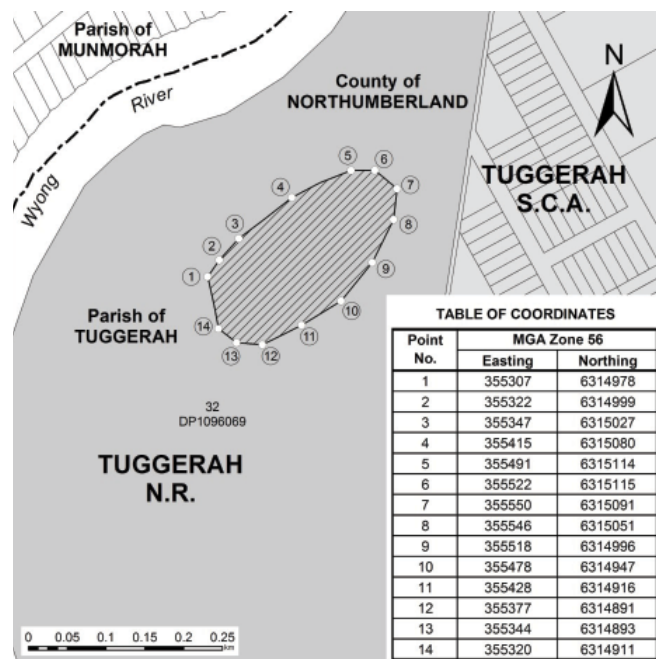 Parish of
MUNMORAH
River
Wyong
County of
NORTHUMBERLAND
N
TUGGERAH
S.C.A.
5
6
7
4
8
3
2
9
1
10
14
11
13
12
Parish of
TUGGERAH
32
DP1096069
TUGGERAH
N.R.
0 0.05 0.1 0.15 0.2 0.25
km
TABLE OF COORDINATES
Point No. MGA Zone 56
Easting Northing
1 355307 6314978
2 355322 6314999
3 355347 6315027
4 355415 6315080
5 355491 6315114
6 355522 6315115
7 355550 6315091
8 355546 6315051
9 355518 6314996
10 355478 6314947
11 355428 6314916
12 355377 6314891
13 355344 6314893
14 355320 6314911